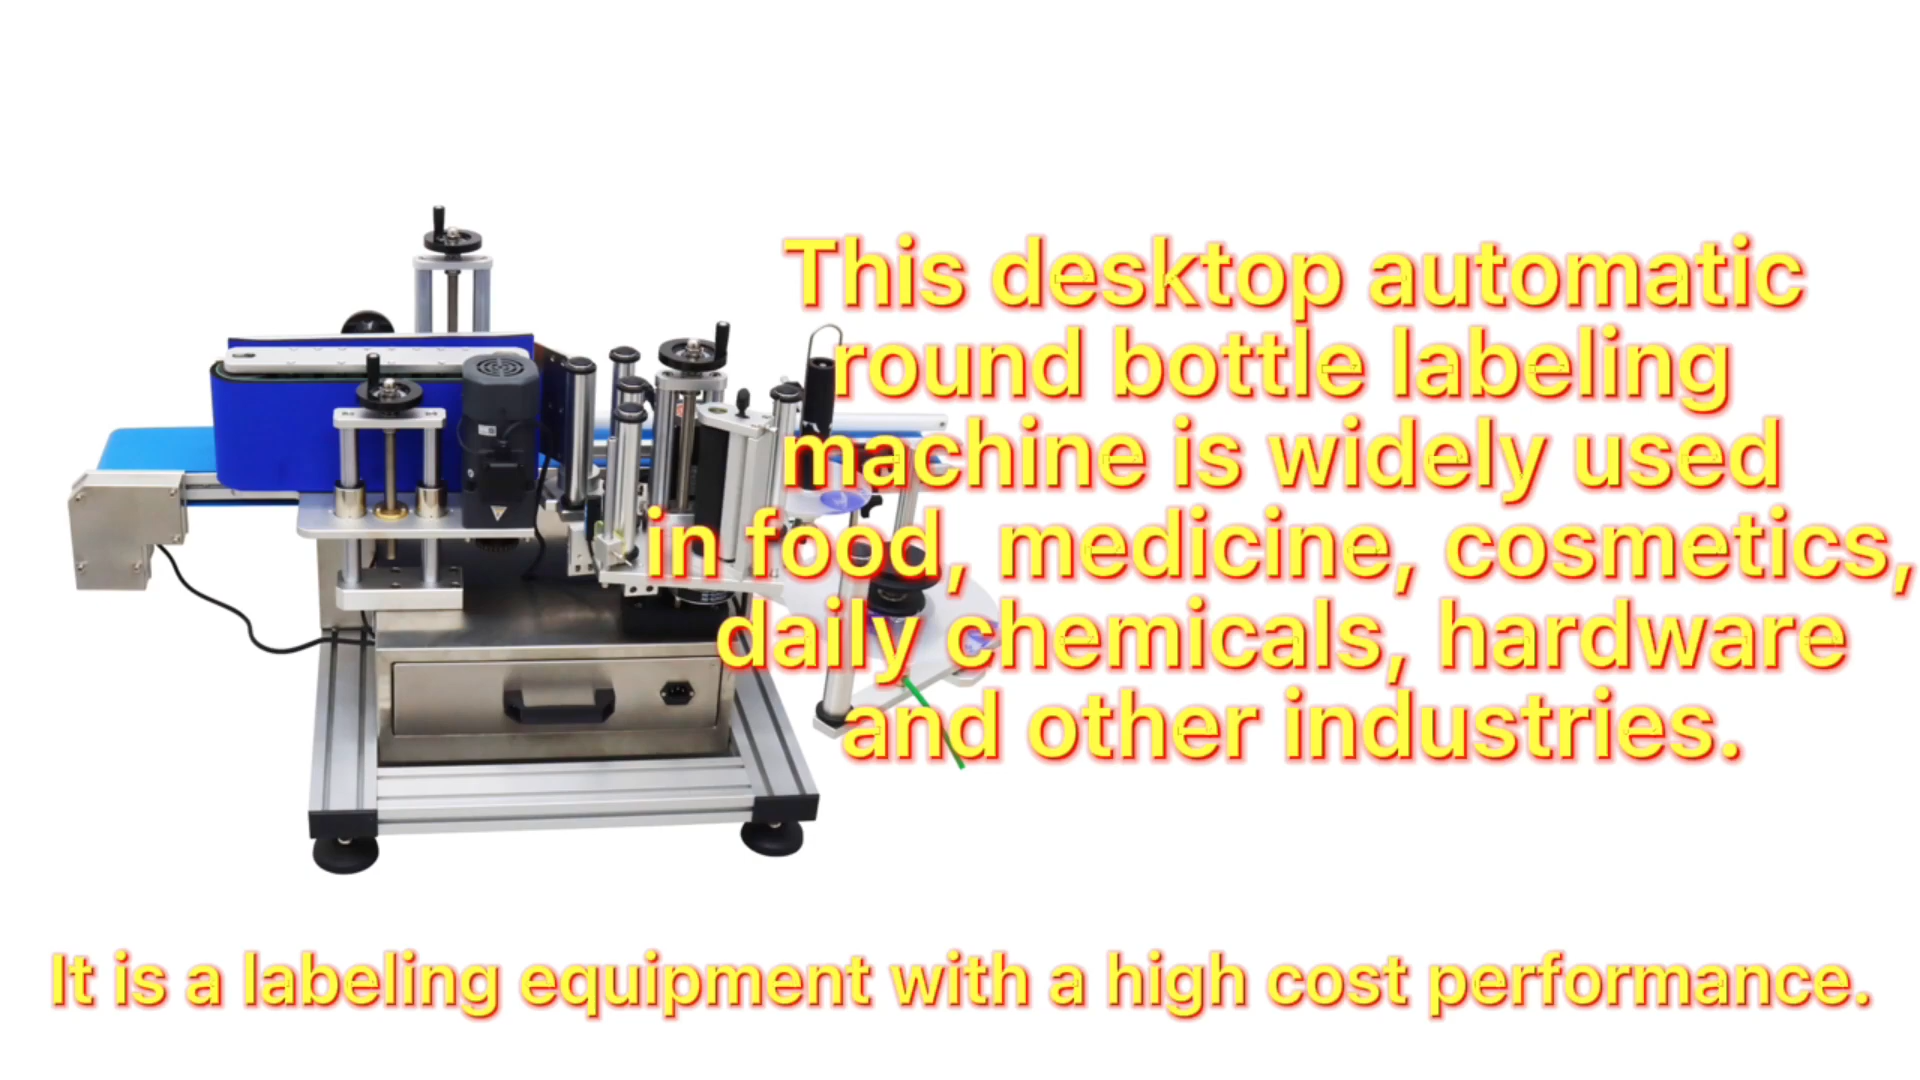 This desktop automatic
round bottle labeling
machine is widely used
in food, medicine, cosmetics,
daily chemicals, hardware
and other industries.
It is a labeling equipment with a high cost performance.